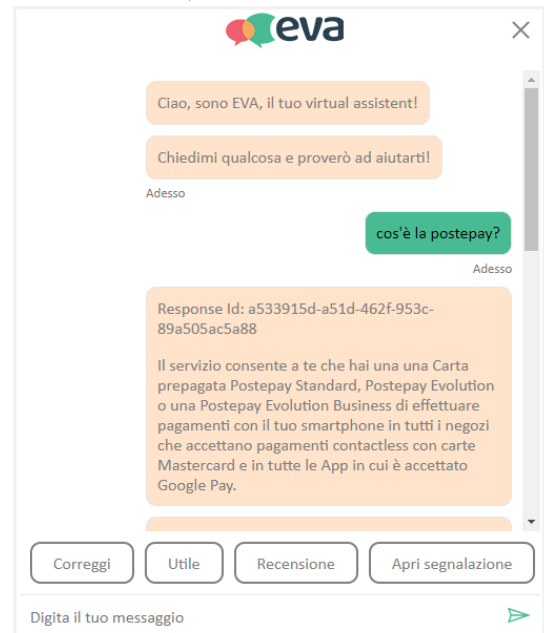 eva
Ciao, sono EVA, il tuo virtual assistent!
Chiedimi qualcosa e proverò ad aiutarti!
Adesso
cos'è la postepay?
Adesso
Response Id: a533915d-a51d-462f-953c-
89a505ac5a88
Il servizio consente a te che hai una una Carta
prepagata Postepay Standard, Postepay Evolution
o una Postepay Evolution Business di effettuare
pagamenti con il tuo smartphone in tutti i negozi
che accettano pagamenti contactless con carte
Mastercard e in tutte le App in cui è accettato
Google Pay.
Correggi
Utile
Recensione
Apri segnalazione
Digita il tuo messaggio